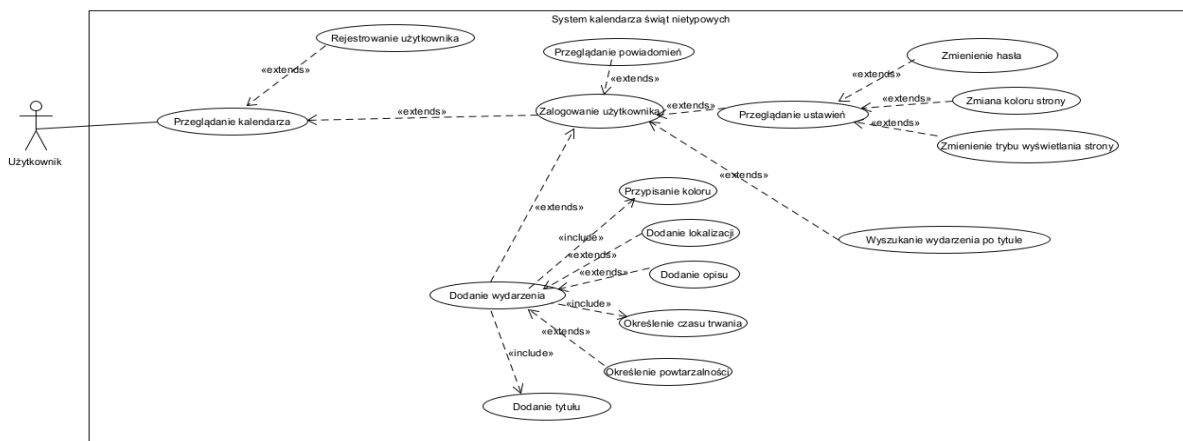 System kalendarza świąt nietypowych
Rejestrowanie użytkownika
«extends»
Przeglądanie kalendarza
Użytkownik
«extends»
Przeglądanie powiadomień
«extends»
Zalogowanie użytkownika
«extends»
Przeglądanie ustawień
Zmienienie hasła
«extends»
Zmiana koloru strony
«extends»
Zmienienie trybu wyświetlania strony
«extends»
«extends»
Wyszukanie wydarzenia po tytule
«extends»
Przypisanie koloru
«include»
Dodanie lokalizacji
«extends»
Dodanie opisu
«extends»
Dodanie wydarzenia
«include»
Określenie czasu trwania
«extends»
Określenie powtarzalności
«include»
Dodanie tytułu